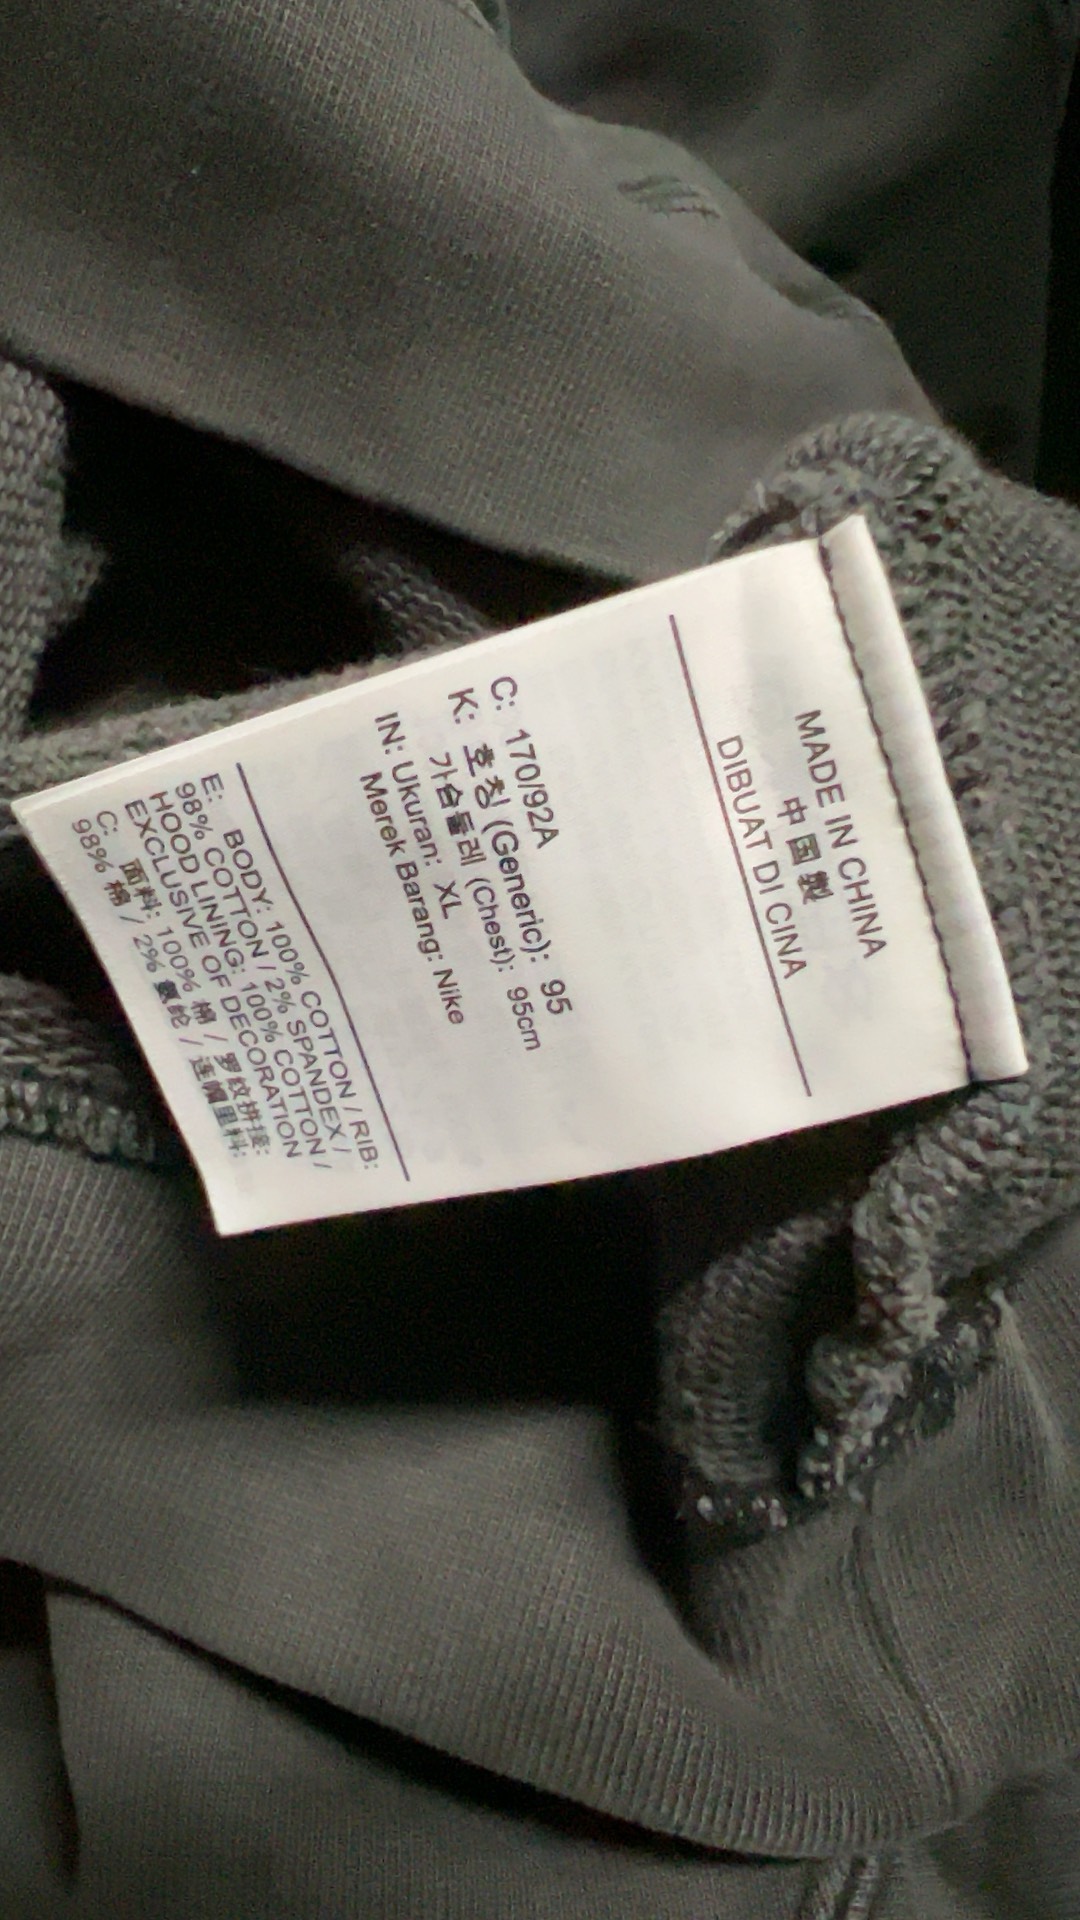 MADE IN CHINA
中国製
DIBUAT DI CINA
C: 170/92A
K: 호칭 (Generic): 95
가슴둘레 (Chest): 95cm
IN: Ukuran: XL
Merek Barang: Nike
E: BODY: 100% COTTON / RIB:
98% COTTON / 2% SPANDEX /
HOOD LINING: 100% COTTON /
EXCLUSIVE OF DECORATION
C: 面料: 100% 棉 / 罗纹拼接:
98% 棉 / 2% 氨纶 / 连帽里料: